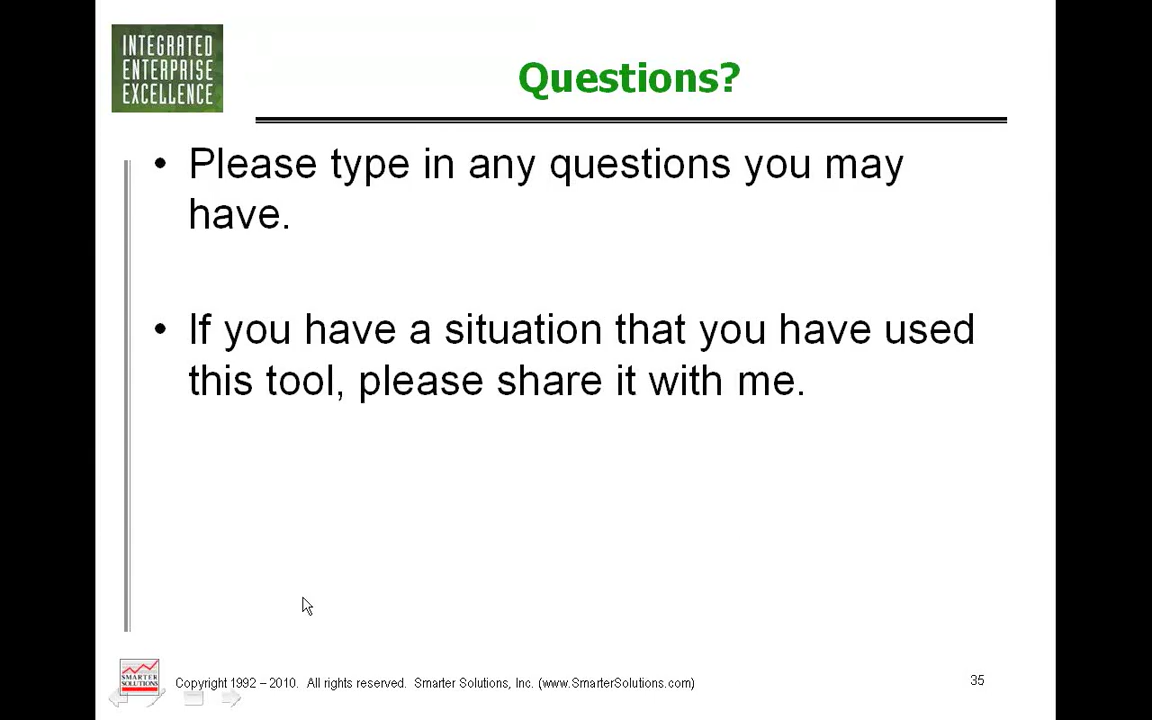 INTEGRATED
ENTERPRISE
EXCELLENCE
Questions?
• Please type in any questions you may
have.
• If you have a situation that you have used
this tool, please share it with me.
SMARTER
SOLUTIONS
Copyright 1992 – 2010. All rights reserved. Smarter Solutions, Inc. (www.SmarterSolutions.com)
35